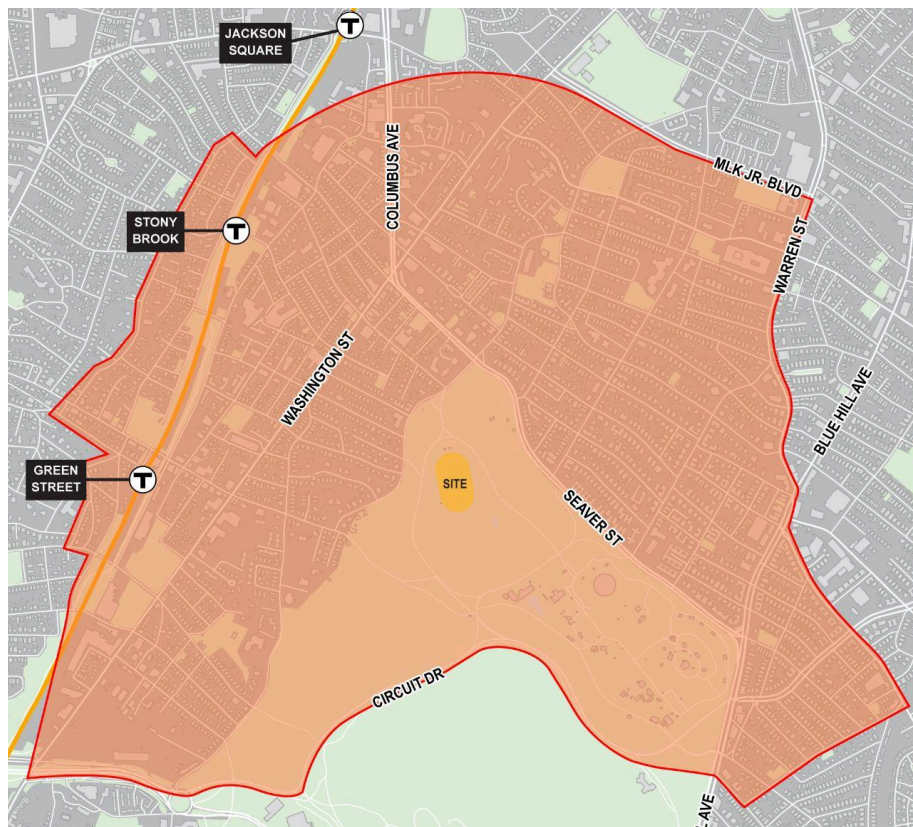 JACKSON
SQUARE
T
COLUMBUS AVE
MLK JR. BLVD
STONY
BROOK
T
WARREN ST
WASHINGTON ST
BLUE HILL AVE
GREEN
STREET
T
SITE
SEAVER ST
CIRCUIT DR
L AVE